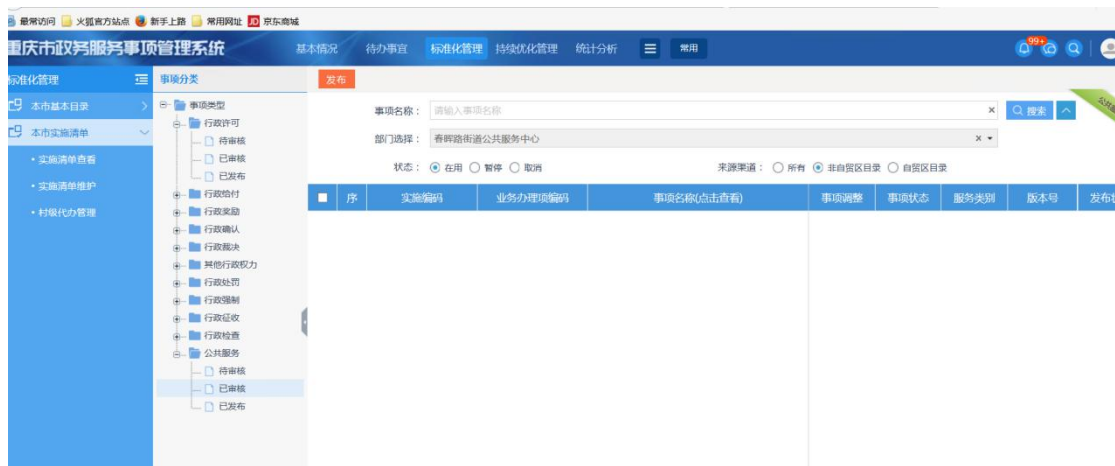 最常访问 火狐官方站点 新手上路 常用网址 JD 京东商城
重庆市政务服务事项管理系统 基本情况 待办事宜 标准化管理 持续优化管理 统计分析 常用 99+
标准化管理 事项分类 发布
本市基本目录
本市实施清单
• 实施清单查看
• 实施清单维护
• 村级代办管理
事项类型
行政许可
待审核
已审核
已发布
行政给付
行政奖励
行政确认
行政裁决
其他行政权力
行政处罚
行政强制
行政征收
行政检查
公共服务
待审核
已审核
已发布
事项名称： 请输入事项名称 × 搜索
部门选择： 春晖路街道公共服务中心 ×
状态： 在用 暂停 取消 来源渠道： 所有 非自贸区目录 自贸区目录
序 实施编码 业务办理项编码 事项名称(点击查看) 事项调整 事项状态 服务类别 版本号 发布